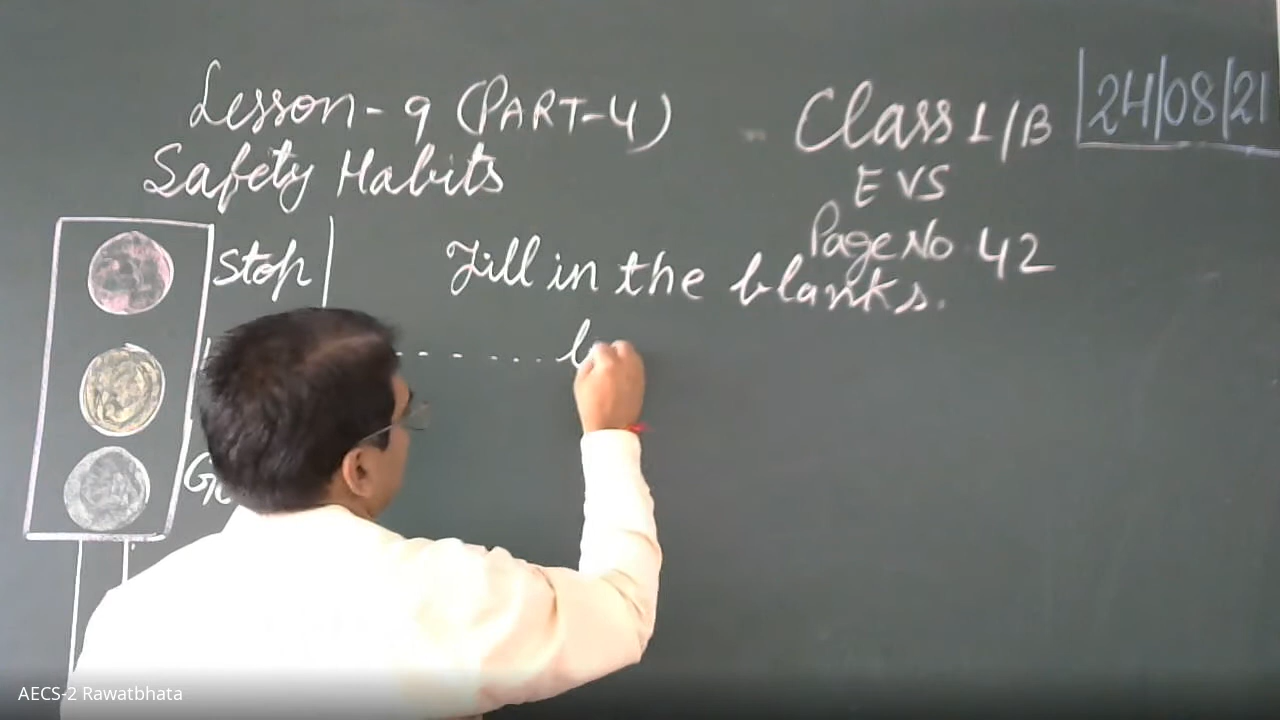 Lesson - 9 (PART-4)
Safety Habits
Class I/B
24/08/21
EVS
Page No. 42
Stop
Fill in the blanks.
AECS-2 Rawatbhata